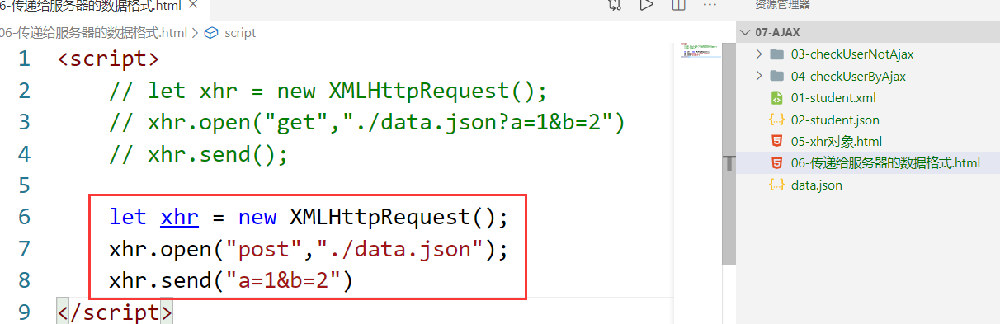 6-传递给服务器的数据格式.html
06-传递给服务器的数据格式.html > script
1 <script>
2 // let xhr = new XMLHttpRequest();
3 // xhr.open("get","./data.json?a=1&b=2")
4 // xhr.send();
5
6 let xhr = new XMLHttpRequest();
7 xhr.open("post","./data.json");
8 xhr.send("a=1&b=2")
9 </script>
资源管理器
07-AJAX
03-checkUserNotAjax
04-checkUserByAjax
01-student.xml
02-student.json
05-xhr对象.html
06-传递给服务器的数据格式.html
data.json